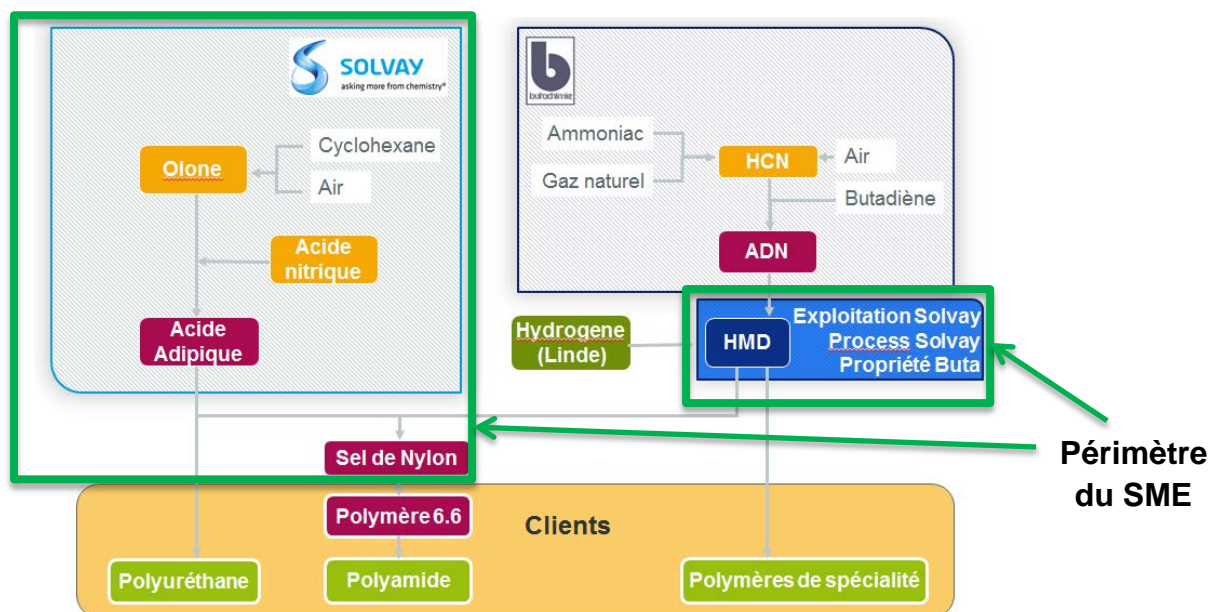 SOLVAY
asking more from chemistry®
Cyclohexane
Olone
Air
Acide
nitrique
Acide
Adipique
b
butachimie
Ammoniac
HCN
Air
Gaz naturel
Butadiène
ADN
Hydrogene
(Linde)
HMD
Exploitation Solvay
Process Solvay
Propriété Buta
Sel de Nylon
Périmètre
du SME
Polymère 6.6
Clients
Polyuréthane
Polyamide
Polymères de spécialité